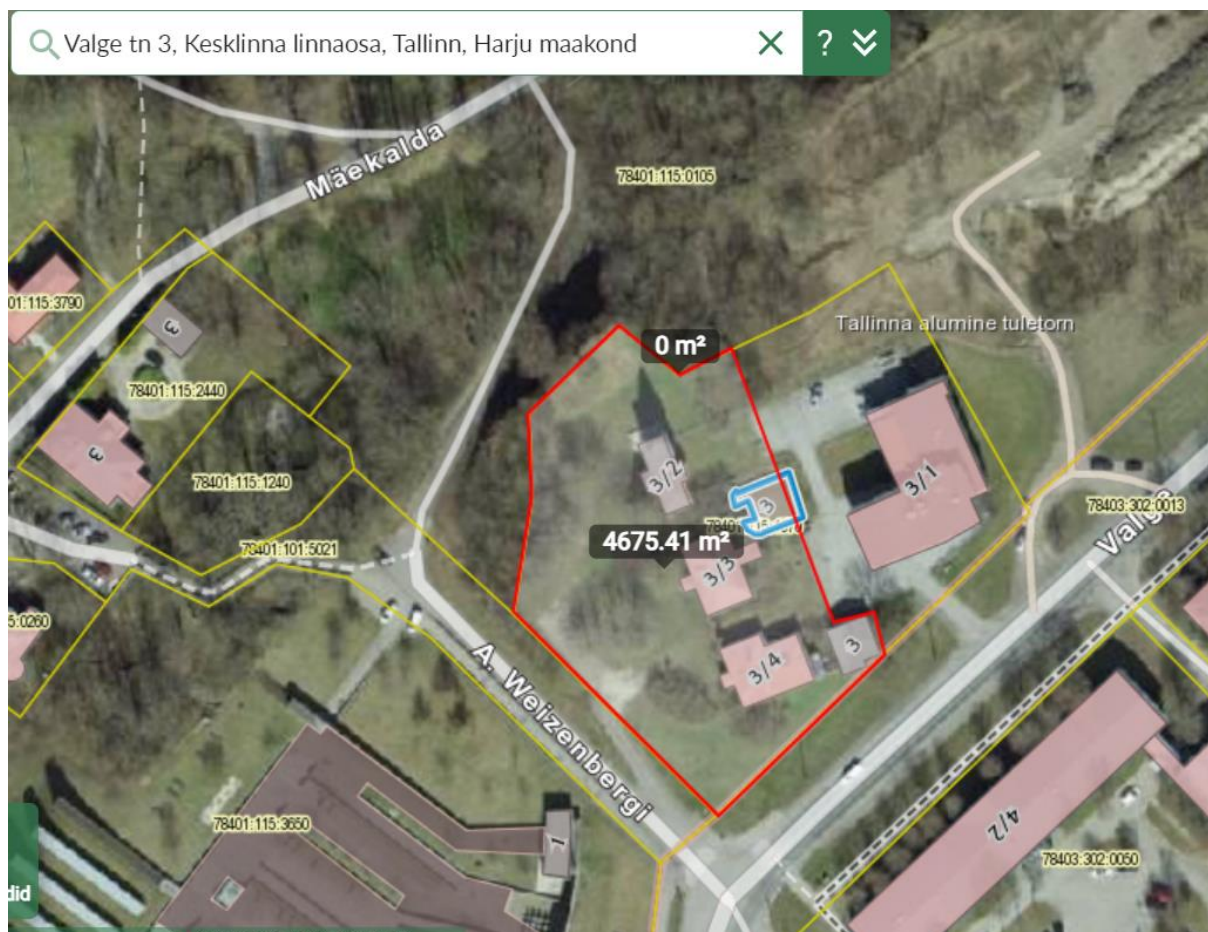 Valge tn 3, Kesklinna linnaosa, Tallinn, Harju maakond
?
Mäekalda
78401:115:0105
01:115:3790
3
Tallinna alumine tuletorn
0 m²
78401:115:2440
3
78401:115:1240
3/2
3/1
3
78403:302:0013
Valge
4675.41 m²
78401:101:5021
3/3
5:0260
3/4
3
A. Weizenbergi
78401:115:3650
1
4/2
78403:302:0050
did